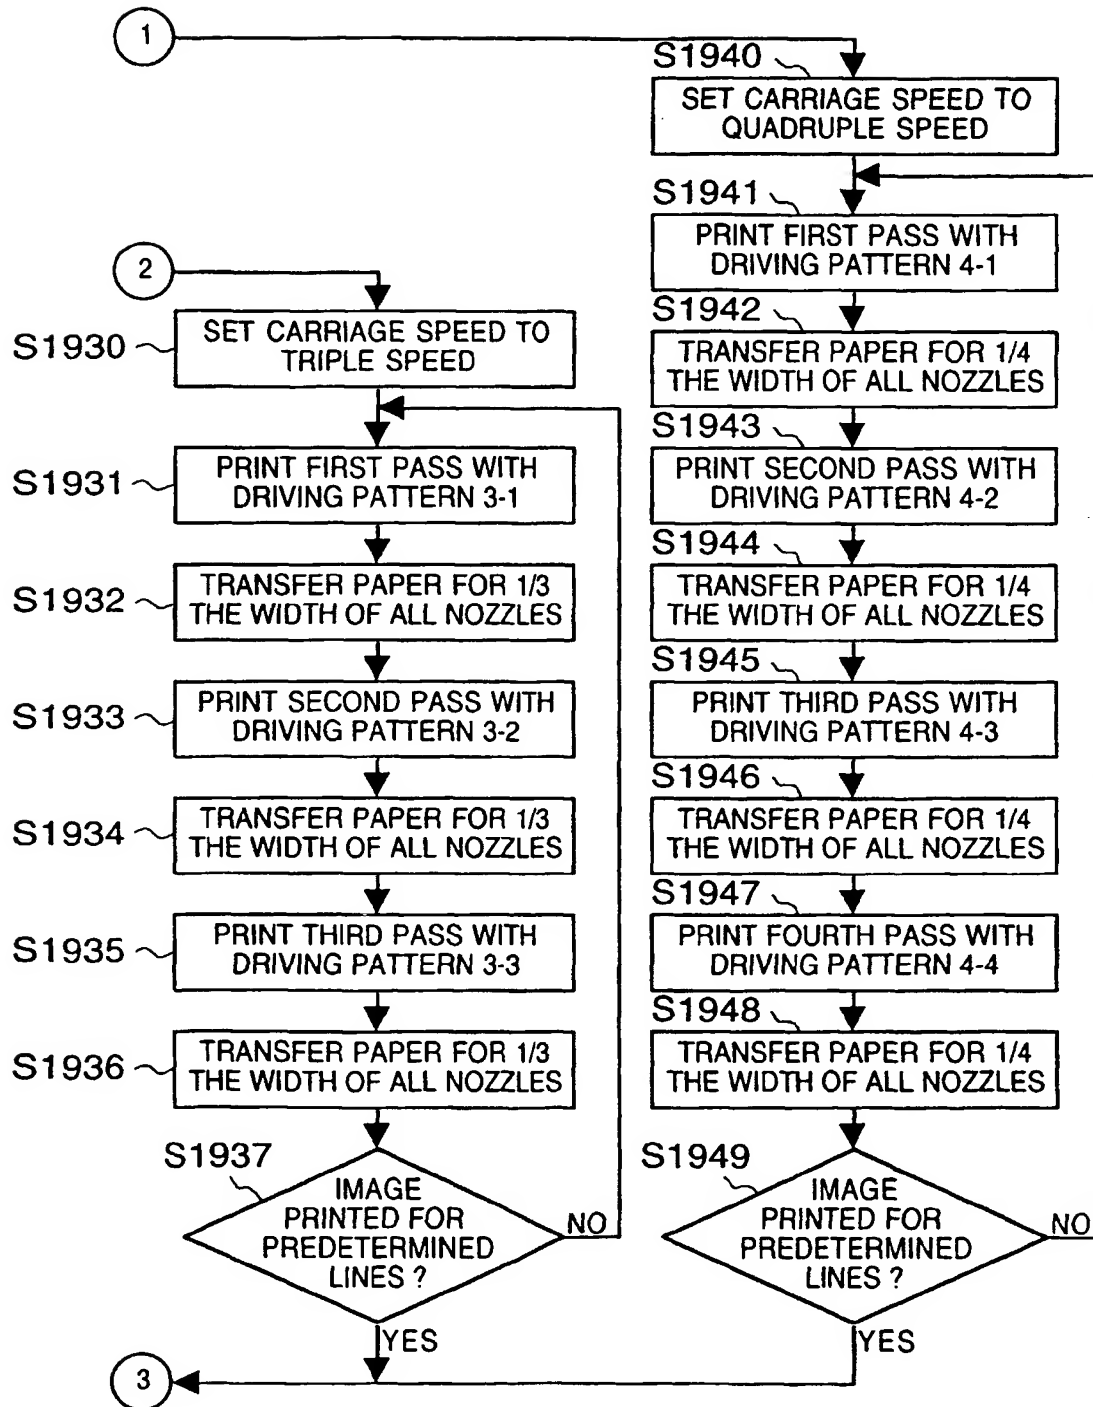 1
S1940
SET CARRIAGE SPEED TO
QUADRUPLE SPEED
S1941
PRINT FIRST PASS WITH
DRIVING PATTERN 4-1
S1942
TRANSFER PAPER FOR 1/4
THE WIDTH OF ALL NOZZLES
S1943
PRINT SECOND PASS WITH
DRIVING PATTERN 4-2
S1944
TRANSFER PAPER FOR 1/4
THE WIDTH OF ALL NOZZLES
S1945
PRINT THIRD PASS WITH
DRIVING PATTERN 4-3
S1946
TRANSFER PAPER FOR 1/4
THE WIDTH OF ALL NOZZLES
S1947
PRINT FOURTH PASS WITH
DRIVING PATTERN 4-4
S1948
TRANSFER PAPER FOR 1/4
THE WIDTH OF ALL NOZZLES
S1949
IMAGE
PRINTED FOR
PREDETERMINED
LINES ?
NO
YES
2
S1930
SET CARRIAGE SPEED TO
TRIPLE SPEED
S1931
PRINT FIRST PASS WITH
DRIVING PATTERN 3-1
S1932
TRANSFER PAPER FOR 1/3
THE WIDTH OF ALL NOZZLES
S1933
PRINT SECOND PASS WITH
DRIVING PATTERN 3-2
S1934
TRANSFER PAPER FOR 1/3
THE WIDTH OF ALL NOZZLES
S1935
PRINT THIRD PASS WITH
DRIVING PATTERN 3-3
S1936
TRANSFER PAPER FOR 1/3
THE WIDTH OF ALL NOZZLES
S1937
IMAGE
PRINTED FOR
PREDETERMINED
LINES ?
NO
YES
3